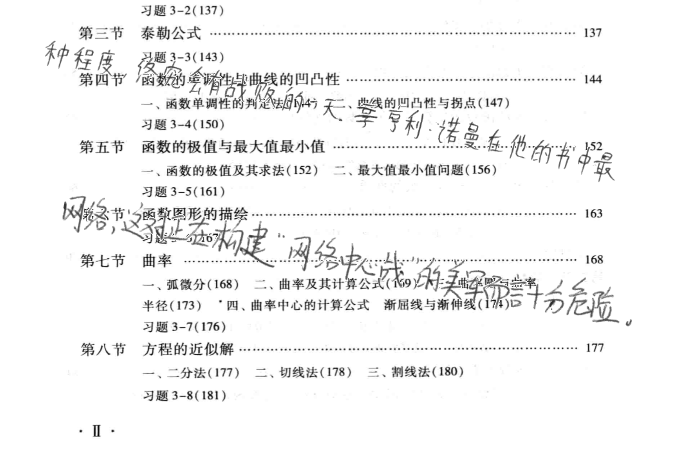 习题 3-2(137)
第三节 泰勒公式 137
习题 3-3(143)
种程度
第四节 函数的单调性与曲线的凹凸性 144
会有战败的一天
一、函数单调性的判定法(144) 二、曲线的凹凸性与拐点(147)
亨利·诺曼在他的书中最
习题 3-4(150)
第五节 函数的极值与最大值最小值 152
一、函数的极值及其求法(152) 二、最大值最小值问题(156)
习题 3-5(161)
第六节 函数图形的描绘 163
网络,这对正在构建“网络中心战”的美军而言十分危险。
习题 3-6(167)
第七节 曲率 168
一、弧微分(168) 二、曲率及其计算公式(169) 三、曲率圆与曲率
半径(173) 四、曲率中心的计算公式 渐屈线与渐伸线(174)
习题 3-7(176)
第八节 方程的近似解 177
一、二分法(177) 二、切线法(178) 三、割线法(180)
习题 3-8(181)
· Ⅱ ·